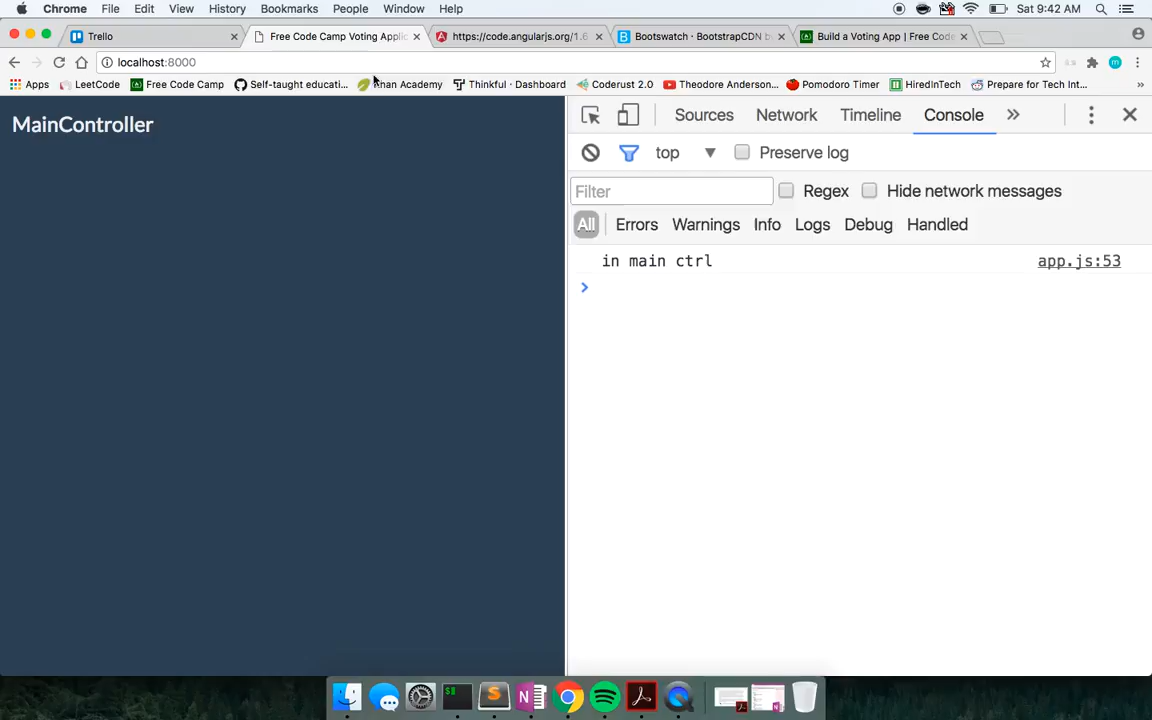 Chrome File Edit View History Bookmarks People Window Help Sat 9:42 AM
Trello Free Code Camp Voting Applic https://code.angularjs.org/1.6 Bootswatch · BootstrapCDN b Build a Voting App | Free Code
localhost:8000
Apps LeetCode Free Code Camp Self-taught educati... Khan Academy Thinkful · Dashboard Coderust 2.0 Theodore Anderson... Pomodoro Timer HiredInTech Prepare for Tech Int... »
MainController
Sources Network Timeline Console »
top Preserve log
Filter Regex Hide network messages
All Errors Warnings Info Logs Debug Handled
in main ctrl app.js:53